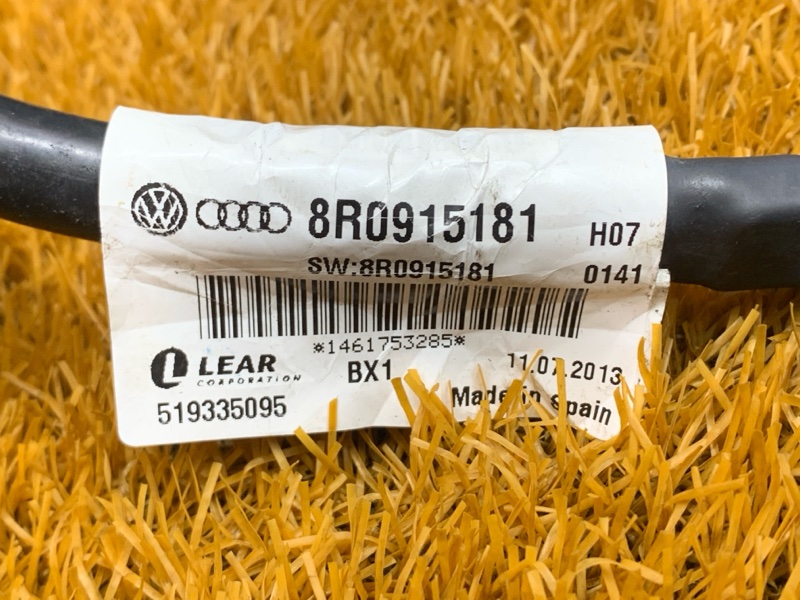 8R0915181 H07
SW:8R0915181 0141
*1461753285*
LEAR BX1 11.07.2013
CORPORATION
519335095 Made in Spain